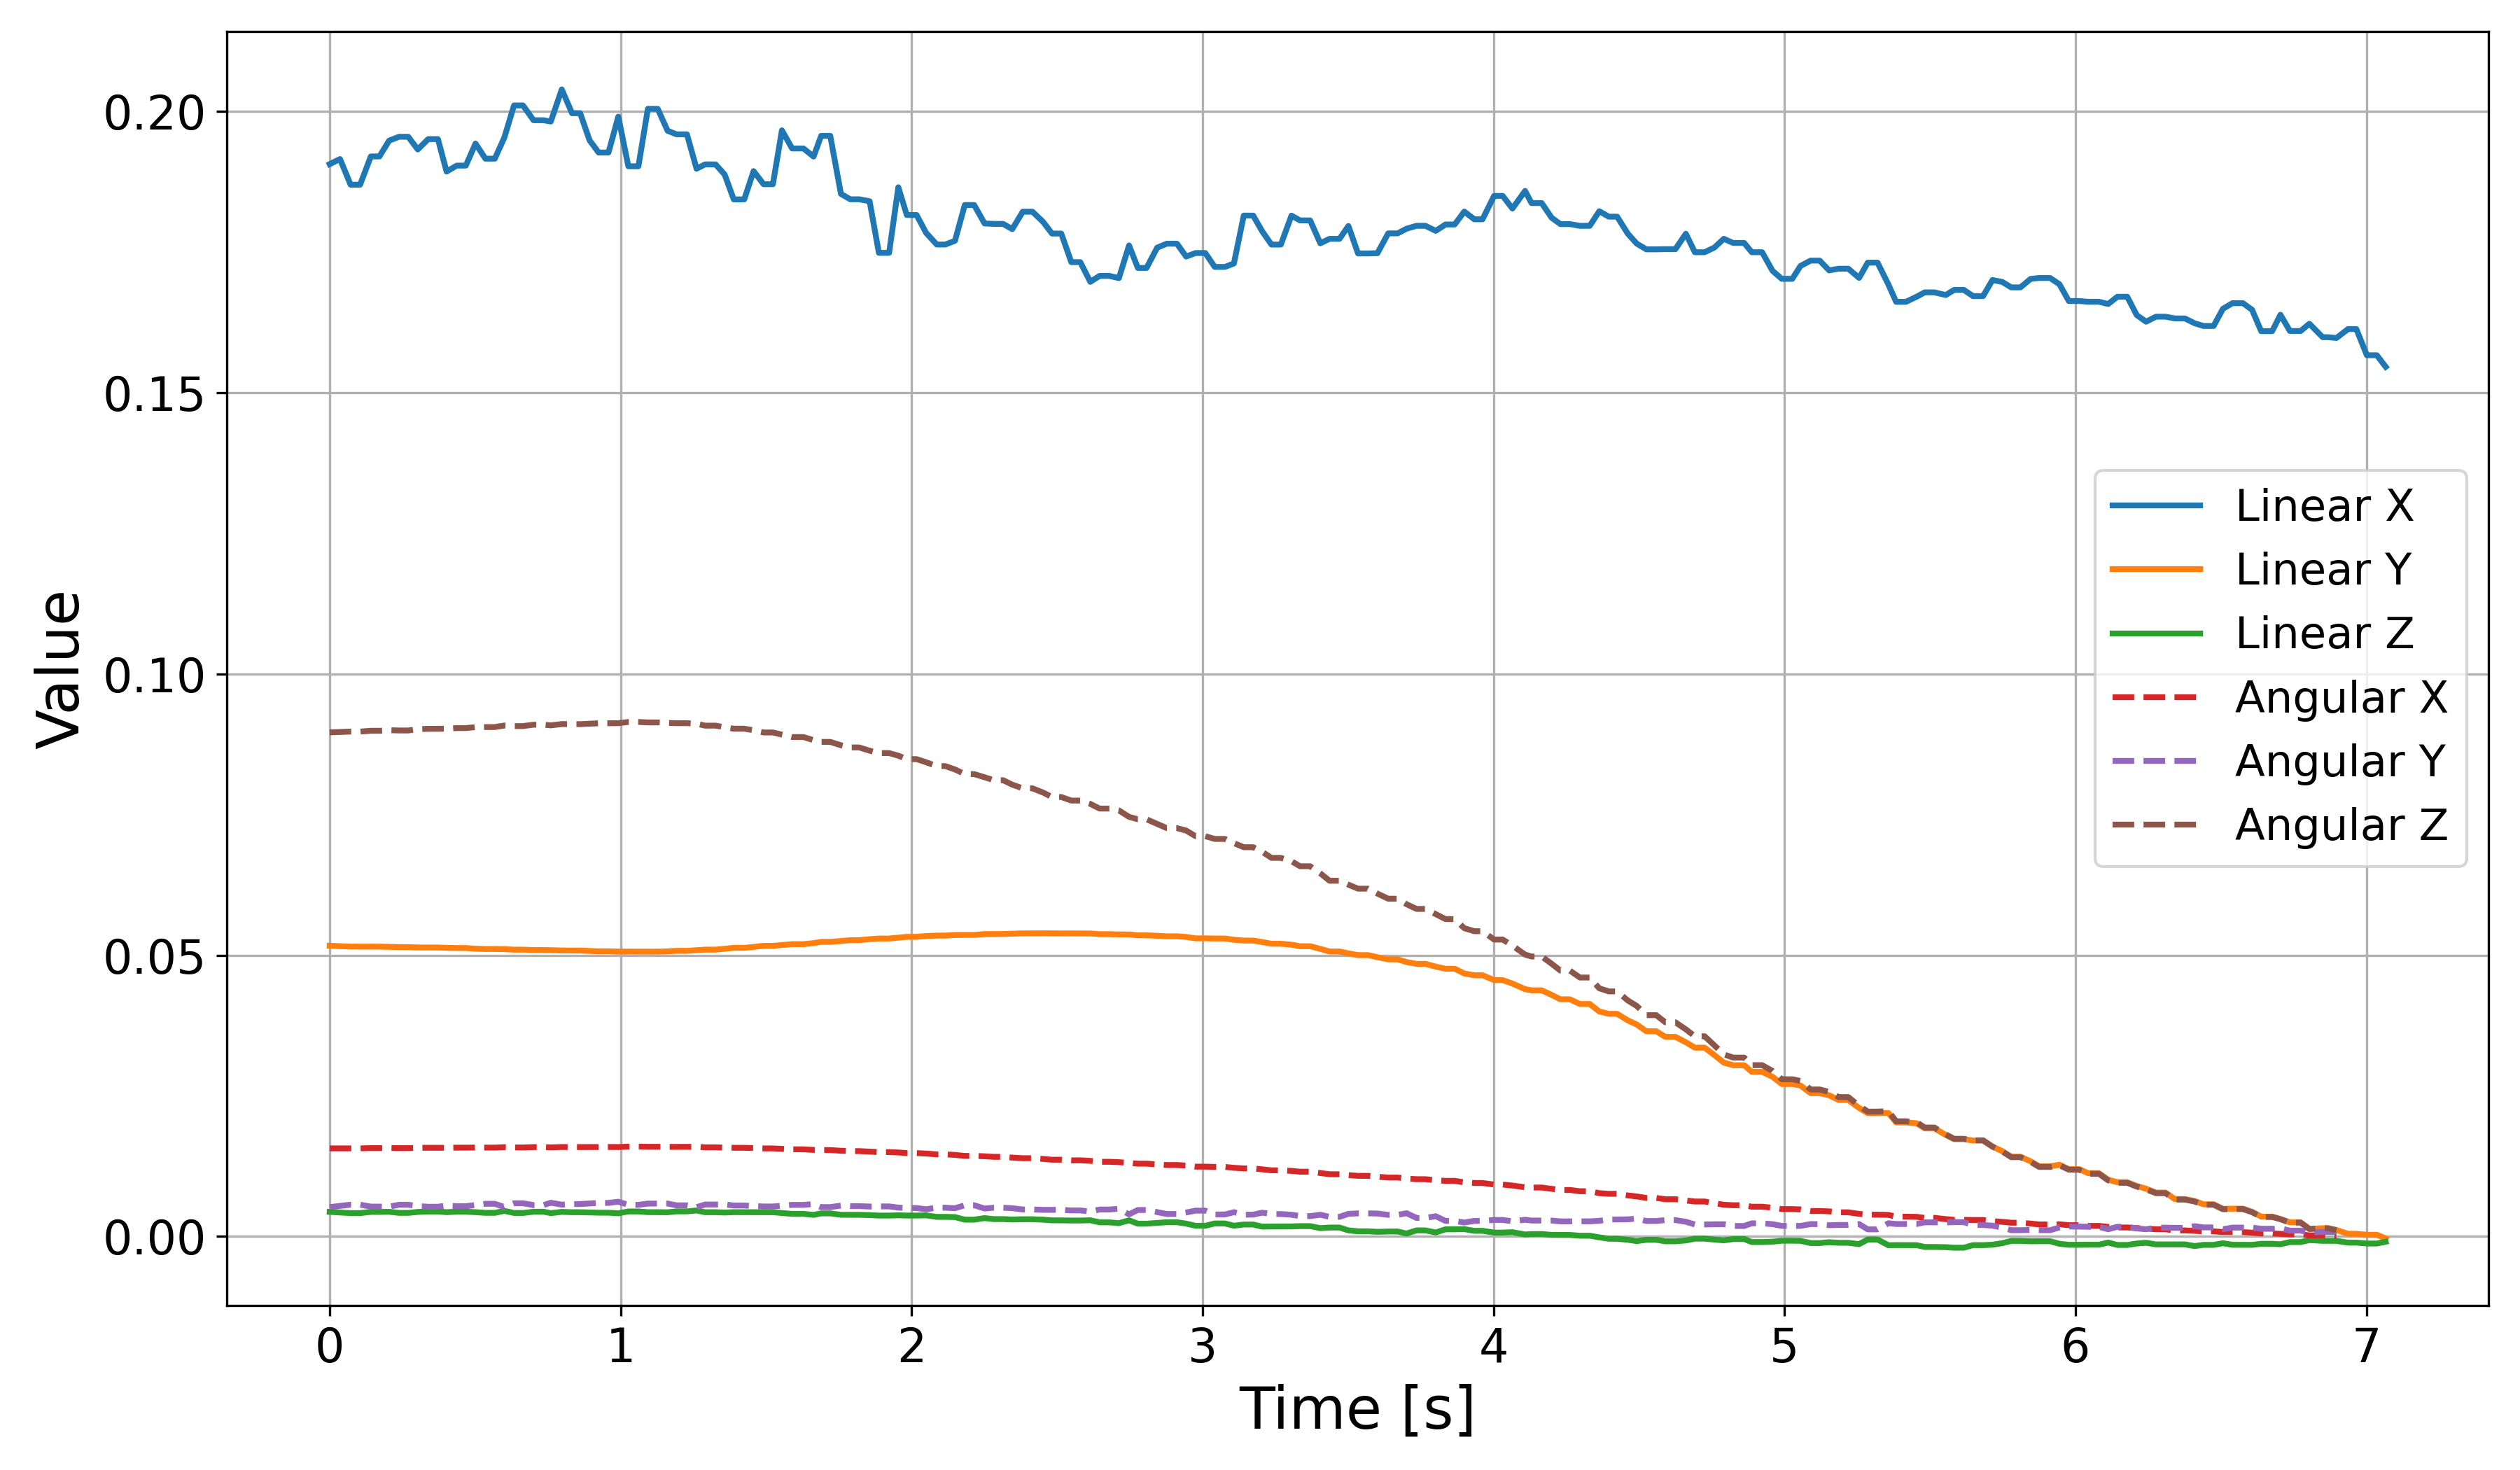 0.20
0.15
0.10
0.05
0.00
Value
0 1 2 3 4 5 6 7
Time [s]
Linear X
Linear Y
Linear Z
Angular X
Angular Y
Angular Z